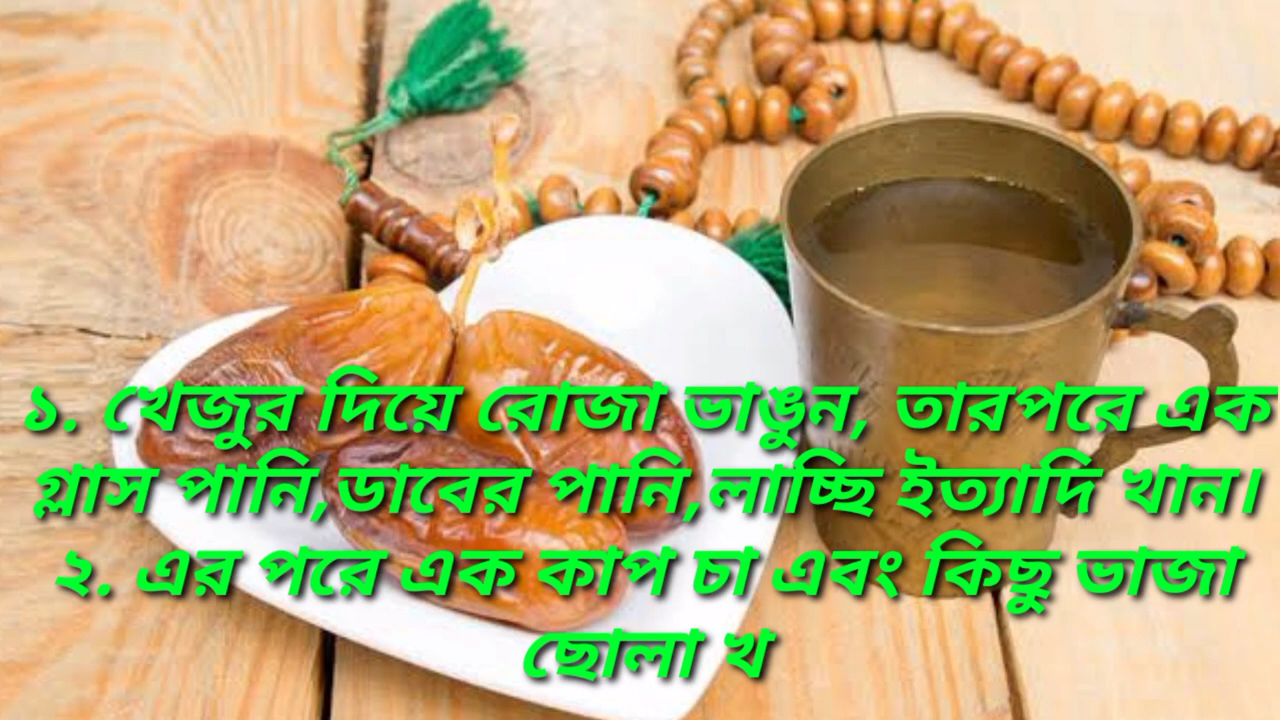 ১. খেজুর দিয়ে রোজা ভাঙুন, তারপরে এক
গ্লাস পানি,ডাবের পানি,লাচ্ছি ইত্যাদি খান।
২. এর পরে এক কাপ চা এবং কিছু ভাজা
ছোলা খ